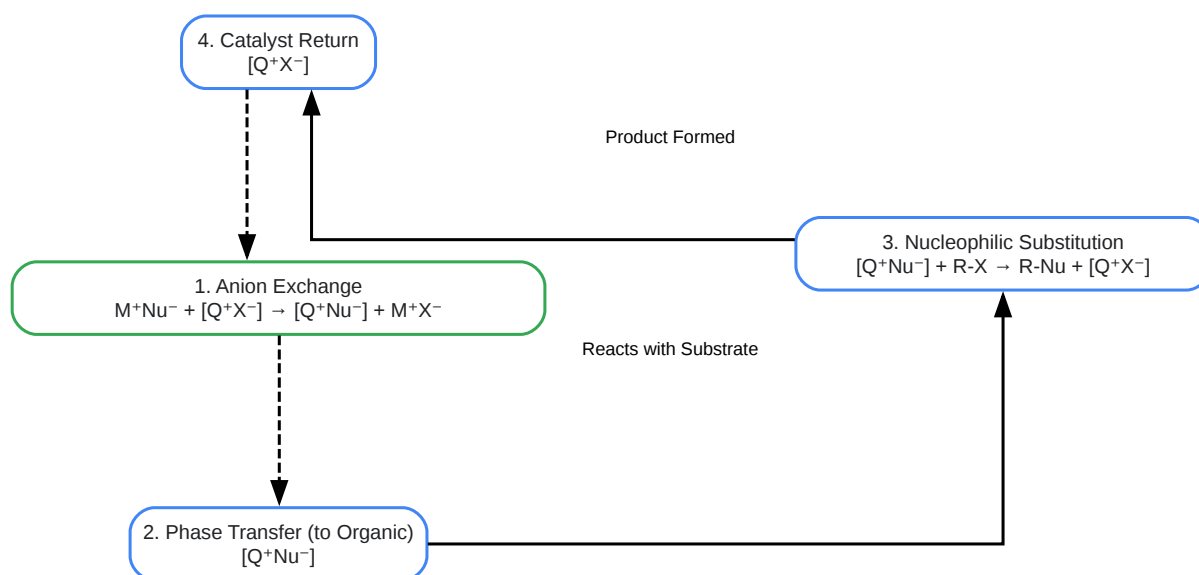 4. Catalyst Return
[Q⁺X⁻]
Product Formed
3. Nucleophilic Substitution
[Q⁺Nu⁻] + R-X → R-Nu + [Q⁺X⁻]
1. Anion Exchange
M⁺Nu⁻ + [Q⁺X⁻] → [Q⁺Nu⁻] + M⁺X⁻
Reacts with Substrate
2. Phase Transfer (to Organic)
[Q⁺Nu⁻]